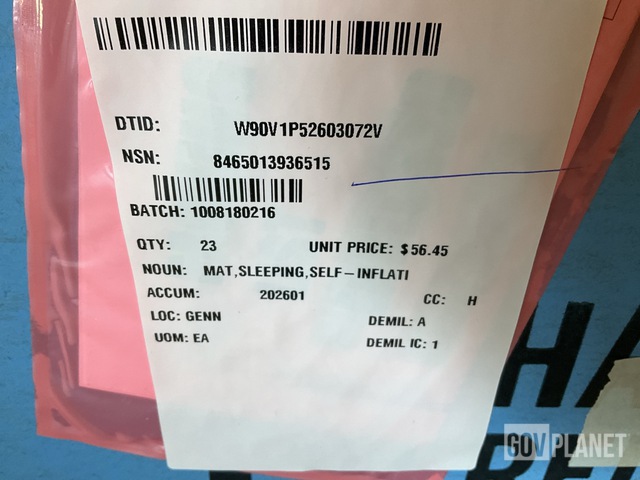 DTID: W90V1P52603072V
NSN: 8465013936515
BATCH: 1008180216
QTY: 23 UNIT PRICE: $56.45
NOUN: MAT,SLEEPING,SELF-INFLATI
ACCUM: 202601 CC: H
LOC: GENN DEMIL: A
UOM: EA DEMIL IC: 1
HA
GOVPLANET